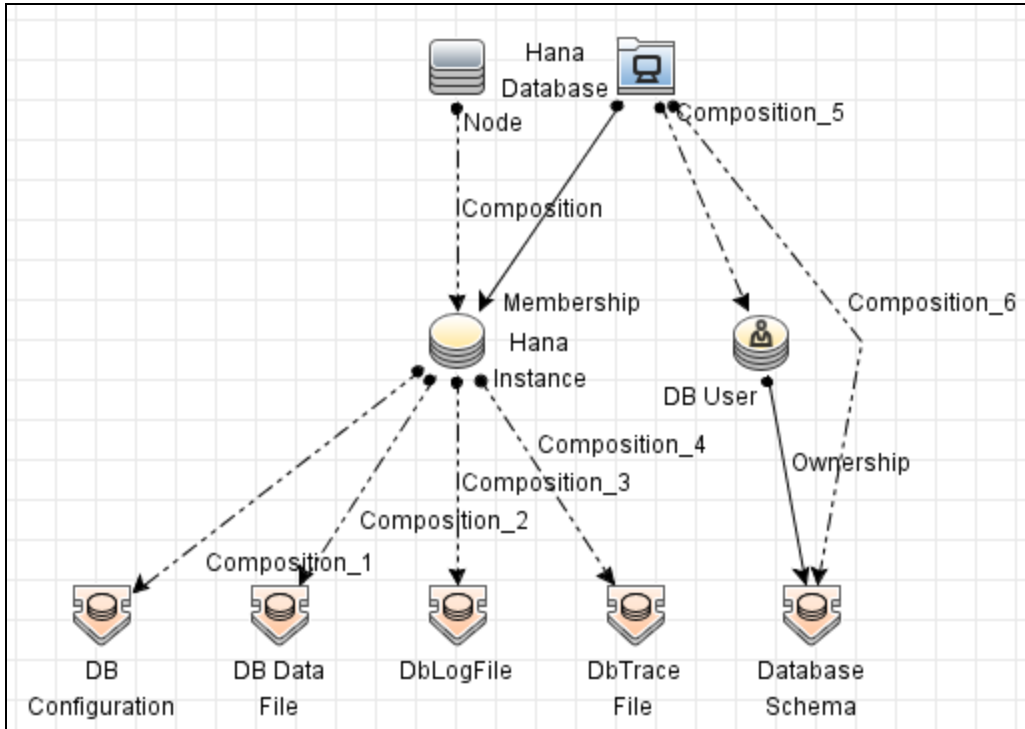 Hana
Database
Node
Composition_5
Composition
Membership
Composition_6
Hana
Instance
DB User
Composition_4
Ownership
Composition_3
Composition_2
Composition_1
DB
Configuration
DB Data
File
DbLogFile
DbTrace
File
Database
Schema